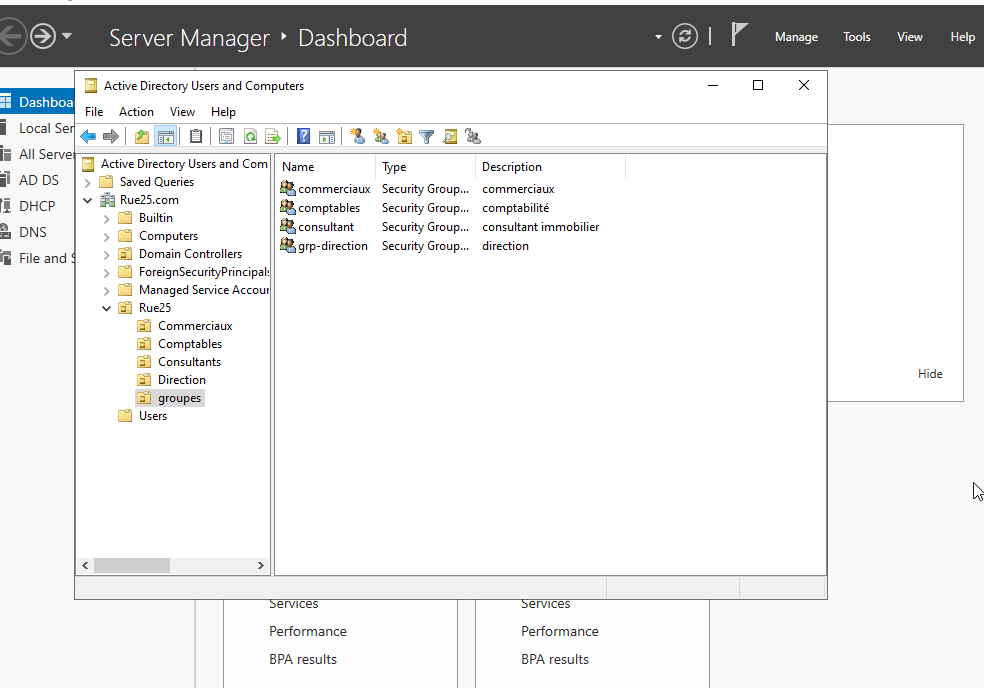 Server Manager ‣ Dashboard
Manage Tools View Help
Dashboa
Local Ser
All Server
AD DS
DHCP
DNS
File and S
Active Directory Users and Computers
File Action View Help
Active Directory Users and Com
Saved Queries
Rue25.com
Builtin
Computers
Domain Controllers
ForeignSecurityPrincipals
Managed Service Accour
Rue25
Commerciaux
Comptables
Consultants
Direction
groupes
Users
Name Type Description
commerciaux Security Group... commerciaux
comptables Security Group... comptabilité
consultant Security Group... consultant immobilier
grp-direction Security Group... direction
Hide
Services Services
Performance Performance
BPA results BPA results